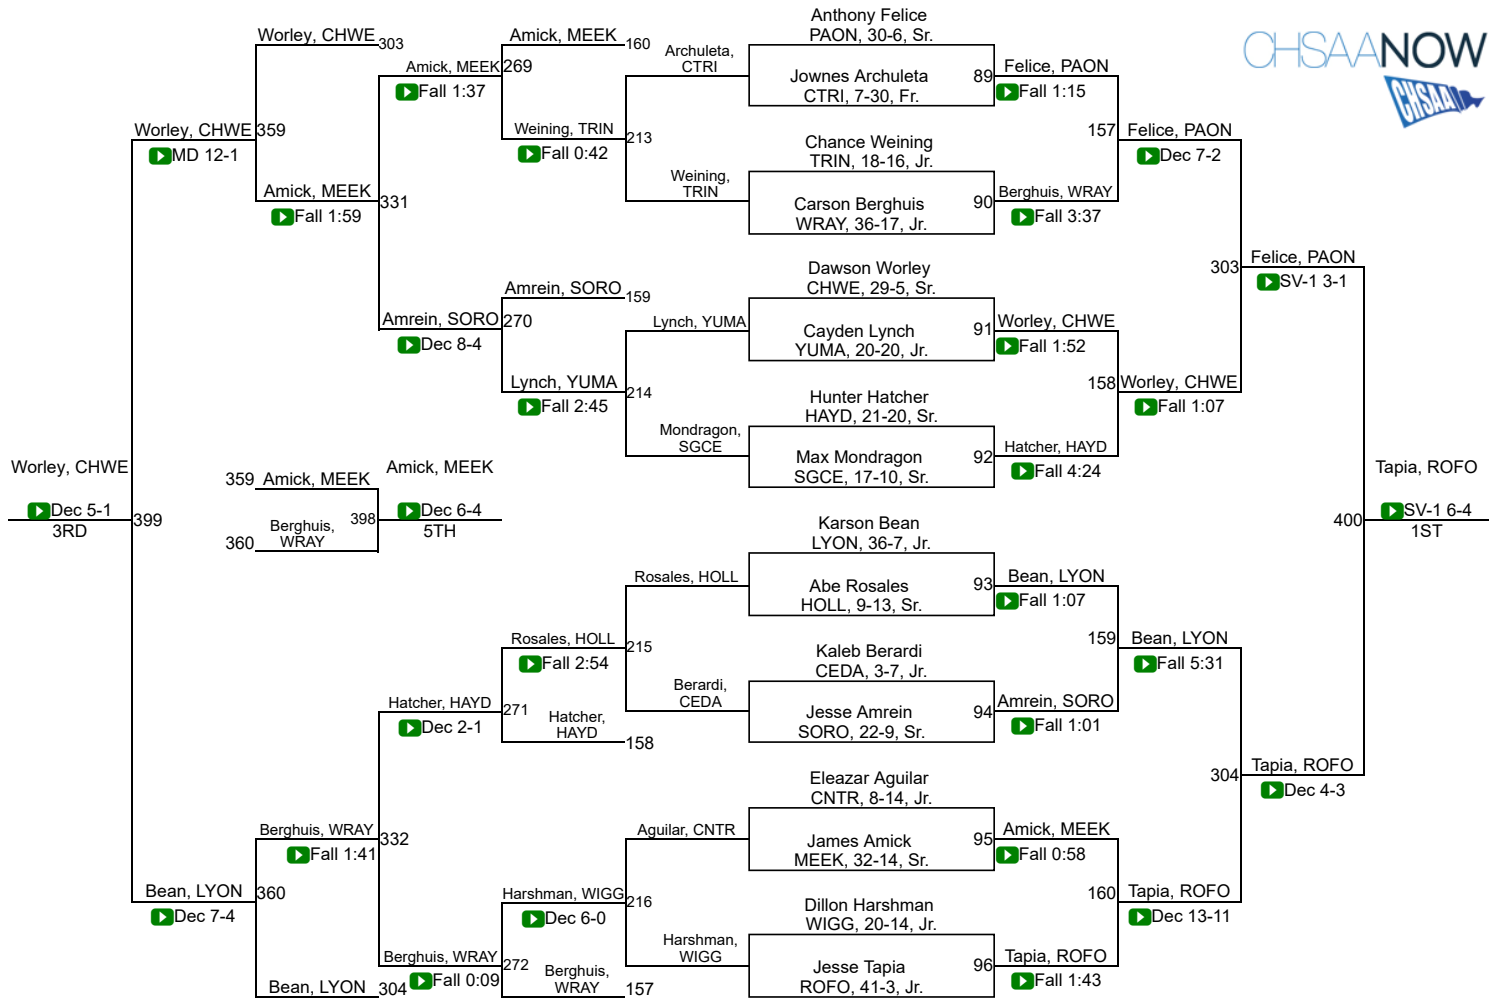 Anthony Felice
PAON, 30-6, Sr.
CHSAANOW
CHSAA
Worley, CHWE
303
Amick, MEEK
160
Archuleta,
CTRI
Jownes Archuleta
CTRI, 7-30, Fr.
89
Felice, PAON
Fall 1:15
Amick, MEEK
269
Fall 1:37
Worley, CHWE
359
MD 12-1
Weining, TRIN
213
Fall 0:42
Chance Weining
TRIN, 18-16, Jr.
157
Felice, PAON
Dec 7-2
Amick, MEEK
331
Fall 1:59
Weining,
TRIN
Carson Berghuis
WRAY, 36-17, Jr.
90
Berghuis, WRAY
Fall 3:37
Dawson Worley
CHWE, 29-5, Sr.
303
Felice, PAON
SV-1 3-1
Amrein, SORO
159
Amrein, SORO
270
Dec 8-4
Lynch, YUMA
Cayden Lynch
YUMA, 20-20, Jr.
91
Worley, CHWE
Fall 1:52
Lynch, YUMA
214
Fall 2:45
Hunter Hatcher
HAYD, 21-20, Sr.
158
Worley, CHWE
Fall 1:07
Mondragon,
SGCE
Max Mondragon
SGCE, 17-10, Sr.
92
Hatcher, HAYD
Fall 4:24
Worley, CHWE
Dec 5-1
3RD
399
359
Amick, MEEK
360
Berghuis,
WRAY
398
Amick, MEEK
Dec 6-4
5TH
Tapia, ROFO
400
SV-1 6-4
1ST
Karson Bean
LYON, 36-7, Jr.
Rosales, HOLL
Abe Rosales
HOLL, 9-13, Sr.
93
Bean, LYON
Fall 1:07
Rosales, HOLL
215
Fall 2:54
Kaleb Berardi
CEDA, 3-7, Jr.
159
Bean, LYON
Fall 5:31
Hatcher, HAYD
271
Dec 2-1
Hatcher,
HAYD
158
Berardi,
CEDA
Jesse Amrein
SORO, 22-9, Sr.
94
Amrein, SORO
Fall 1:01
Eleazar Aguilar
CNTR, 8-14, Jr.
304
Tapia, ROFO
Dec 4-3
Berghuis, WRAY
332
Fall 1:41
Aguilar, CNTR
James Amick
MEEK, 32-14, Sr.
95
Amick, MEEK
Fall 0:58
Bean, LYON
360
Dec 7-4
Harshman, WIGG
216
Dec 6-0
Dillon Harshman
WIGG, 20-14, Jr.
160
Tapia, ROFO
Dec 13-11
Berghuis, WRAY
272
Fall 0:09
Harshman,
WIGG
Jesse Tapia
ROFO, 41-3, Jr.
96
Tapia, ROFO
Fall 1:43
Bean, LYON
304
Berghuis,
WRAY
157